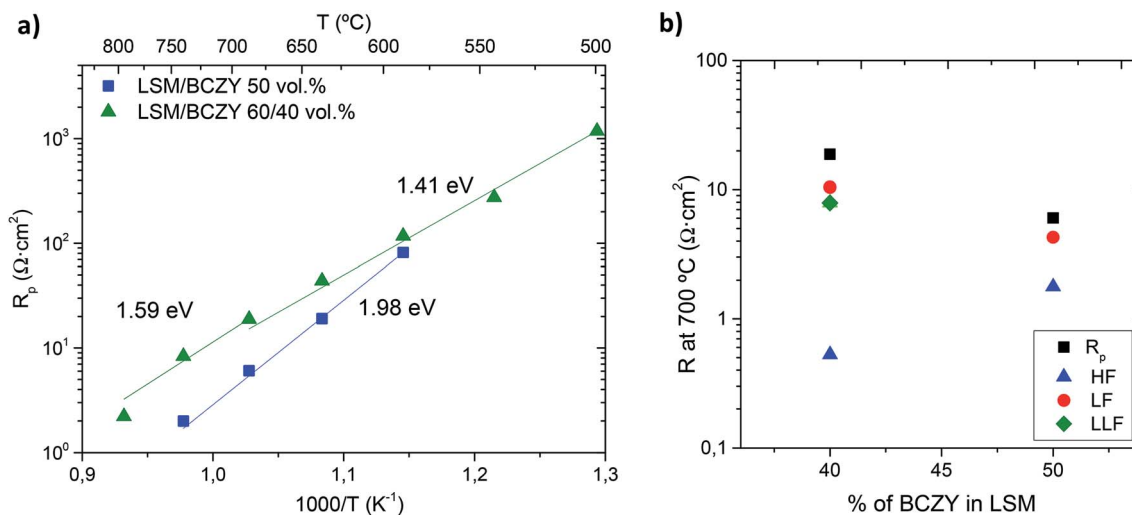 a)
T (ºC)
800 750 700 650 600 550 500
LSM/BCZY 50 vol.%
LSM/BCZY 60/40 vol.%
10³
10²
10¹
10⁰
Rₚ (Ω·cm²)
1.41 eV
1.59 eV
1.98 eV
0,9 1,0 1,1 1,2 1,3
1000/T (K⁻¹)
b)
100
10
1
0,1
R at 700 ºC (Ω·cm²)
Rₚ
HF
LF
LLF
40 45 50
% of BCZY in LSM